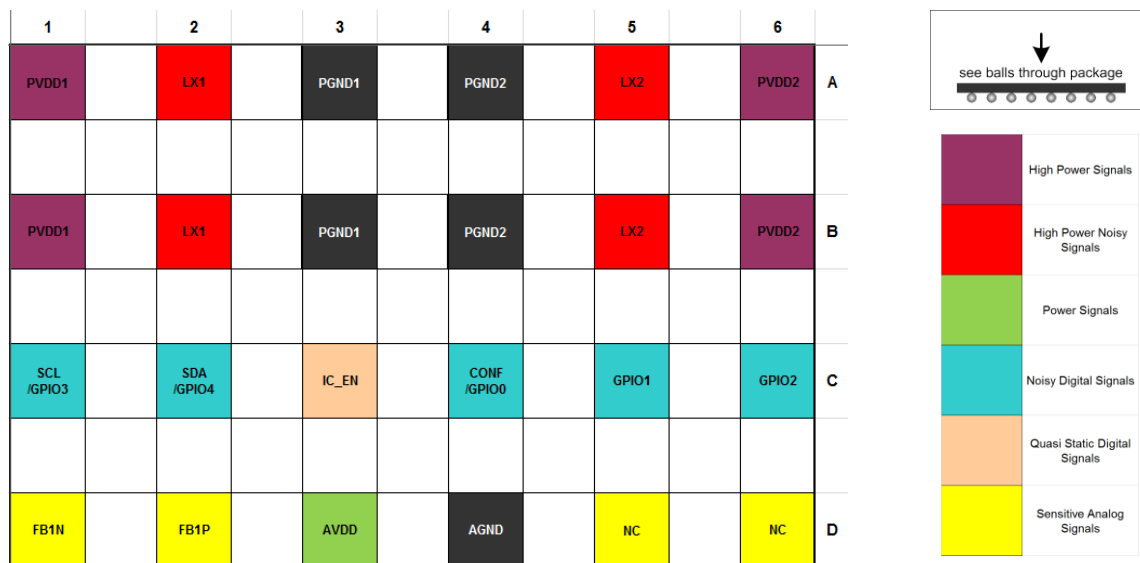 1 2 3 4 5 6
PVDD1 LX1 PGND1 PGND2 LX2 PVDD2 A
PVDD1 LX1 PGND1 PGND2 LX2 PVDD2 B
SCL SDA IC_EN CONF GPIO1 GPIO2 C
/GPIO3 /GPIO4 /GPIO0
FB1N FB1P AVDD AGND NC NC D
see balls through package
High Power Signals
High Power Noisy
Signals
Power Signals
Noisy Digital Signals
Quasi Static Digital
Signals
Sensitive Analog
Signals